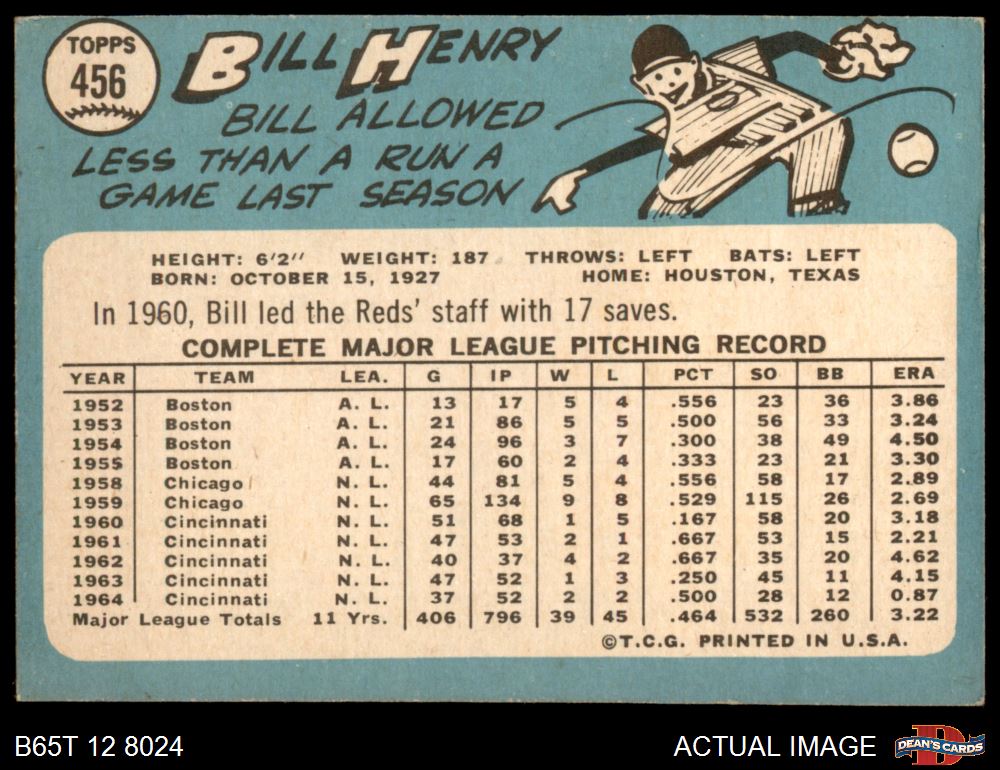 TOPPS
456
BILL HENRY
BILL ALLOWED
LESS THAN A RUN A
GAME LAST SEASON
HEIGHT: 6'2" WEIGHT: 187 THROWS: LEFT BATS: LEFT
BORN: OCTOBER 15, 1927 HOME: HOUSTON, TEXAS
In 1960, Bill led the Reds' staff with 17 saves.
COMPLETE MAJOR LEAGUE PITCHING RECORD
YEAR TEAM LEA. G IP W L PCT SO BB ERA
1952 Boston A. L. 13 17 5 4 .556 23 36 3.86
1953 Boston A. L. 21 86 5 5 .500 56 33 3.24
1954 Boston A. L. 24 96 3 7 .300 38 49 4.50
1955 Boston A. L. 17 60 2 4 .333 23 21 3.30
1958 Chicago N. L. 44 81 5 4 .556 58 17 2.89
1959 Chicago N. L. 65 134 9 8 .529 115 26 2.69
1960 Cincinnati N. L. 51 68 1 5 .167 58 20 3.18
1961 Cincinnati N. L. 47 53 2 1 .667 53 15 2.21
1962 Cincinnati N. L. 40 37 4 2 .667 35 20 4.62
1963 Cincinnati N. L. 47 52 1 3 .250 45 11 4.15
1964 Cincinnati N. L. 37 52 2 2 .500 28 12 0.87
Major League Totals 11 Yrs. 406 796 39 45 .464 532 260 3.22
©T.C.G. PRINTED IN U.S.A.
B65T 12 8024 ACTUAL IMAGE D DEAN'S CARDS